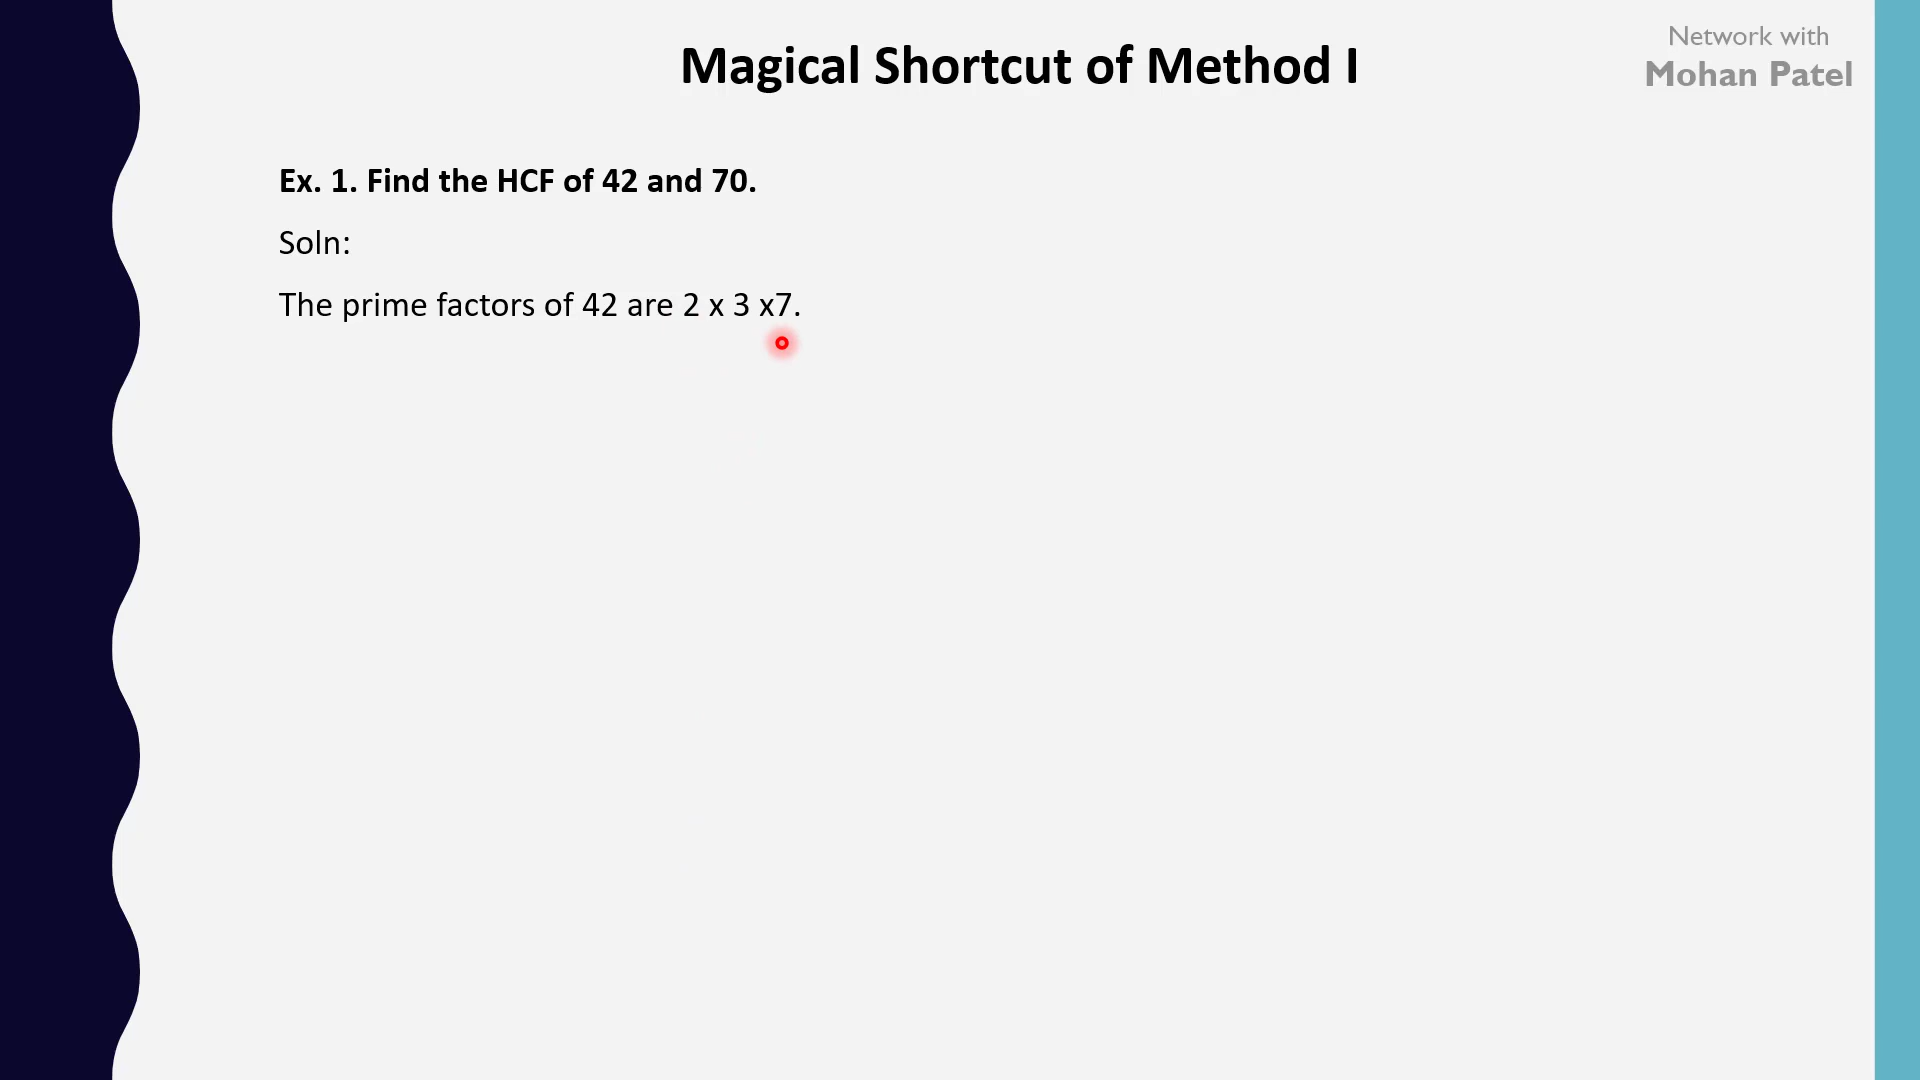 Magical Shortcut of Method I
Network with
Mohan Patel
Ex. 1. Find the HCF of 42 and 70.
Soln:
The prime factors of 42 are 2 x 3 x7.